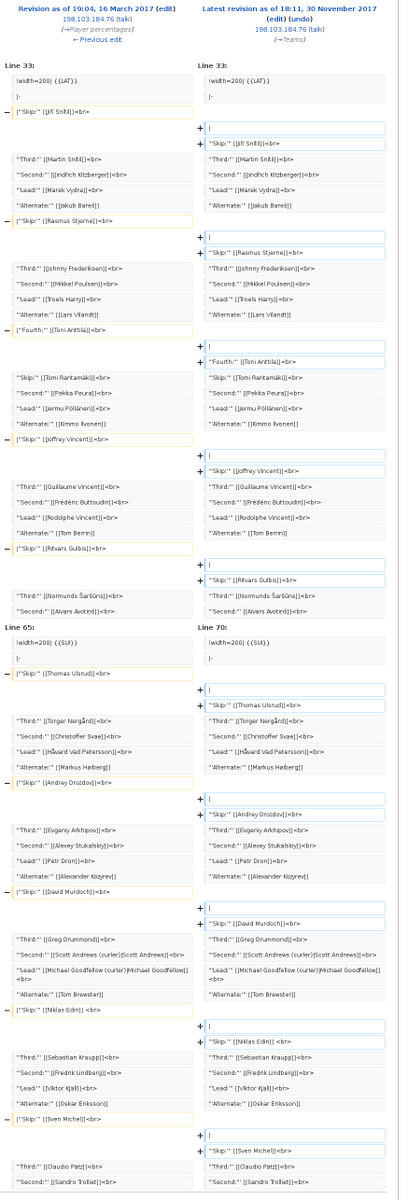 Revision as of 19:04, 16 March 2017 (edit)
198.103.184.76 (talk)
(→Player percentages)
← Previous edit
Line 33:
!width=200| {{LAT}}
|-
− |'''Skip:''' [[Jiří Snítil]]<br>
'''Third:''' [[Martin Snítil]]<br>
'''Second:''' [[Jindřich Kitzberger]]<br>
'''Lead:''' [[Marek Vydra]]<br>
'''Alternate:''' [[Jakub Bareš]]
− |'''Skip:''' [[Rasmus Stjerne]]<br>
'''Third:''' [[Johnny Frederiksen]]<br>
'''Second:''' [[Mikkel Poulsen]]<br>
'''Lead:''' [[Troels Harry]]<br>
'''Alternate:''' [[Lars Vilandt]]
− |'''Fourth:''' [[Toni Anttila]]<br>
'''Skip:''' [[Tomi Rantamäki]]<br>
'''Second:''' [[Pekka Peura]]<br>
'''Lead:''' [[Jermu Pöllänen]]<br>
'''Alternate:''' [[Kimmo Ilvonen]]
− |'''Skip:''' [[Joffrey Vincent]]<br>
'''Third:''' [[Guillaume Vincent]]<br>
'''Second:''' [[Frédéric Buttoudin]]<br>
'''Lead:''' [[Rodolphe Vincent]]<br>
'''Alternate:''' [[Tom Berrin]]
− |'''Skip:''' [[Ritvars Gulbis]]<br>
'''Third:''' [[Normunds Šaršūns]]<br>
'''Second:''' [[Aivars Avotiņš]]<br>
Line 65:
!width=200| {{SUI}}
|-
− |'''Skip:''' [[Thomas Ulsrud]]<br>
'''Third:''' [[Torger Nergård]]<br>
'''Second:''' [[Christoffer Svae]]<br>
'''Lead:''' [[Håvard Vad Petersson]]<br>
'''Alternate:''' [[Markus Høiberg]]
− |'''Skip:''' [[Andrey Drozdov]]<br>
'''Third:''' [[Evgeniy Arkhipov]]<br>
'''Second:''' [[Alexey Stukalskiy]]<br>
'''Lead:''' [[Petr Dron]]<br>
'''Alternate:''' [[Alexander Kozyrev]]
− |'''Skip:''' [[David Murdoch]]<br>
'''Third:''' [[Greg Drummond]]<br>
'''Second:''' [[Scott Andrews (curler)|Scott Andrews]]<br>
'''Lead:''' [[Michael Goodfellow (curler)|Michael Goodfellow]]
<br>
'''Alternate:''' [[Tom Brewster]]
− |'''Skip:''' [[Niklas Edin]] <br>
'''Third:''' [[Sebastian Kraupp]]<br>
'''Second:''' [[Fredrik Lindberg]]<br>
'''Lead:''' [[Viktor Kjäll]]<br>
'''Alternate:''' [[Oskar Eriksson]]
− |'''Skip:''' [[Sven Michel]]<br>
'''Third:''' [[Claudio Pätz]]<br>
'''Second:''' [[Sandro Trolliet]]<br>
Latest revision as of 18:11, 30 November 2017
(edit) (undo)
198.103.184.76 (talk)
(→Teams)
Line 33:
!width=200| {{LAT}}
|-
+ |
+ '''Skip:''' [[Jiří Snítil]]<br>
'''Third:''' [[Martin Snítil]]<br>
'''Second:''' [[Jindřich Kitzberger]]<br>
'''Lead:''' [[Marek Vydra]]<br>
'''Alternate:''' [[Jakub Bareš]]
+ |
+ '''Skip:''' [[Rasmus Stjerne]]<br>
'''Third:''' [[Johnny Frederiksen]]<br>
'''Second:''' [[Mikkel Poulsen]]<br>
'''Lead:''' [[Troels Harry]]<br>
'''Alternate:''' [[Lars Vilandt]]
+ |
+ '''Fourth:''' [[Toni Anttila]]<br>
'''Skip:''' [[Tomi Rantamäki]]<br>
'''Second:''' [[Pekka Peura]]<br>
'''Lead:''' [[Jermu Pöllänen]]<br>
'''Alternate:''' [[Kimmo Ilvonen]]
+ |
+ '''Skip:''' [[Joffrey Vincent]]<br>
'''Third:''' [[Guillaume Vincent]]<br>
'''Second:''' [[Frédéric Buttoudin]]<br>
'''Lead:''' [[Rodolphe Vincent]]<br>
'''Alternate:''' [[Tom Berrin]]
+ |
+ '''Skip:''' [[Ritvars Gulbis]]<br>
'''Third:''' [[Normunds Šaršūns]]<br>
'''Second:''' [[Aivars Avotiņš]]<br>
Line 70:
!width=200| {{SUI}}
|-
+ |
+ '''Skip:''' [[Thomas Ulsrud]]<br>
'''Third:''' [[Torger Nergård]]<br>
'''Second:''' [[Christoffer Svae]]<br>
'''Lead:''' [[Håvard Vad Petersson]]<br>
'''Alternate:''' [[Markus Høiberg]]
+ |
+ '''Skip:''' [[Andrey Drozdov]]<br>
'''Third:''' [[Evgeniy Arkhipov]]<br>
'''Second:''' [[Alexey Stukalskiy]]<br>
'''Lead:''' [[Petr Dron]]<br>
'''Alternate:''' [[Alexander Kozyrev]]
+ |
+ '''Skip:''' [[David Murdoch]]<br>
'''Third:''' [[Greg Drummond]]<br>
'''Second:''' [[Scott Andrews (curler)|Scott Andrews]]<br>
'''Lead:''' [[Michael Goodfellow (curler)|Michael Goodfellow]]
<br>
'''Alternate:''' [[Tom Brewster]]
+ |
+ '''Skip:''' [[Niklas Edin]] <br>
'''Third:''' [[Sebastian Kraupp]]<br>
'''Second:''' [[Fredrik Lindberg]]<br>
'''Lead:''' [[Viktor Kjäll]]<br>
'''Alternate:''' [[Oskar Eriksson]]
+ |
+ '''Skip:''' [[Sven Michel]]<br>
'''Third:''' [[Claudio Pätz]]<br>
'''Second:''' [[Sandro Trolliet]]<br>